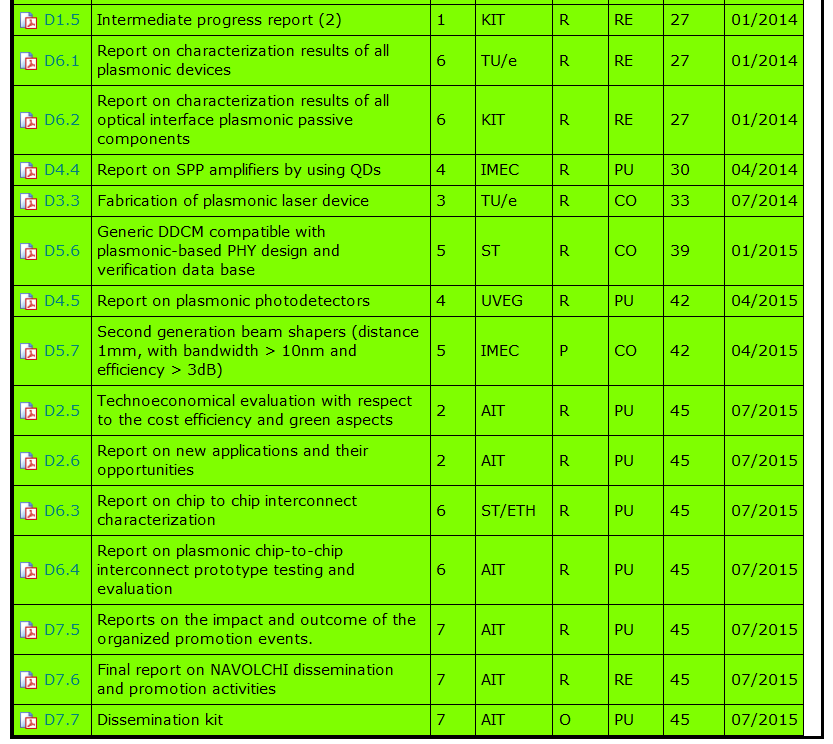 D1.5 Intermediate progress report (2) 1 KIT R RE 27 01/2014
D6.1 Report on characterization results of all
plasmonic devices 6 TU/e R RE 27 01/2014
D6.2 Report on characterization results of all
optical interface plasmonic passive
components 6 KIT R RE 27 01/2014
D4.4 Report on SPP amplifiers by using QDs 4 IMEC R PU 30 04/2014
D3.3 Fabrication of plasmonic laser device 3 TU/e R CO 33 07/2014
D5.6 Generic DDCM compatible with
plasmonic-based PHY design and
verification data base 5 ST R CO 39 01/2015
D4.5 Report on plasmonic photodetectors 4 UVEG R PU 42 04/2015
D5.7 Second generation beam shapers (distance
1mm, with bandwidth > 10nm and
efficiency > 3dB) 5 IMEC P CO 42 04/2015
D2.5 Technoeconomical evaluation with respect
to the cost efficiency and green aspects 2 AIT R PU 45 07/2015
D2.6 Report on new applications and their
opportunities 2 AIT R PU 45 07/2015
D6.3 Report on chip to chip interconnect
characterization 6 ST/ETH R PU 45 07/2015
D6.4 Report on plasmonic chip-to-chip
interconnect prototype testing and
evaluation 6 AIT R PU 45 07/2015
D7.5 Reports on the impact and outcome of the
organized promotion events. 7 AIT R PU 45 07/2015
D7.6 Final report on NAVOLCHI dissemination
and promotion activities 7 AIT R RE 45 07/2015
D7.7 Dissemination kit 7 AIT O PU 45 07/2015